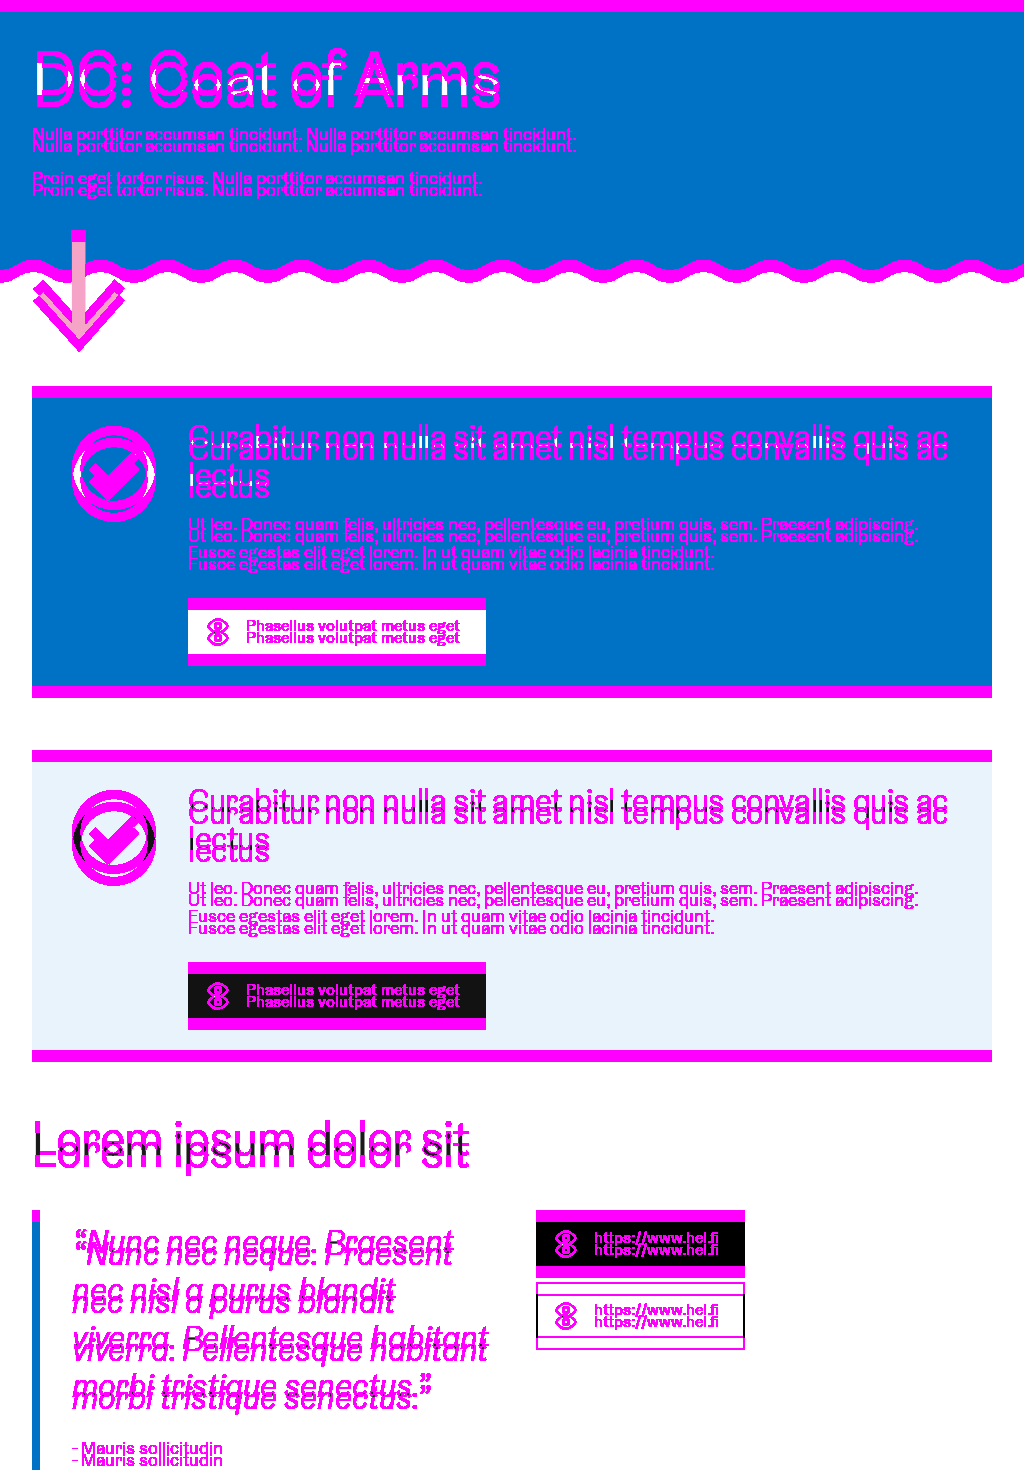 DC: Coat of Arms
Nulla porttitor accumsan tincidunt. Nulla porttitor accumsan tincidunt.
Proin eget tortor risus. Nulla porttitor accumsan tincidunt.
Curabitur non nulla sit amet nisl tempus convallis quis ac
lectus
Ut leo. Donec quam felis, ultricies nec, pellentesque eu, pretium quis, sem. Praesent adipiscing.
Fusce egestas elit eget lorem. In ut quam vitae odio lacinia tincidunt.
Phasellus volutpat metus eget
Curabitur non nulla sit amet nisl tempus convallis quis ac
lectus
Ut leo. Donec quam felis, ultricies nec, pellentesque eu, pretium quis, sem. Praesent adipiscing.
Fusce egestas elit eget lorem. In ut quam vitae odio lacinia tincidunt.
Phasellus volutpat metus eget
Lorem ipsum dolor sit
“Nunc nec neque. Praesent
nec nisl a purus blandit
viverra. Pellentesque habitant
morbi tristique senectus.”
- Mauris sollicitudin
https://www.hel.fi
https://www.hel.fi